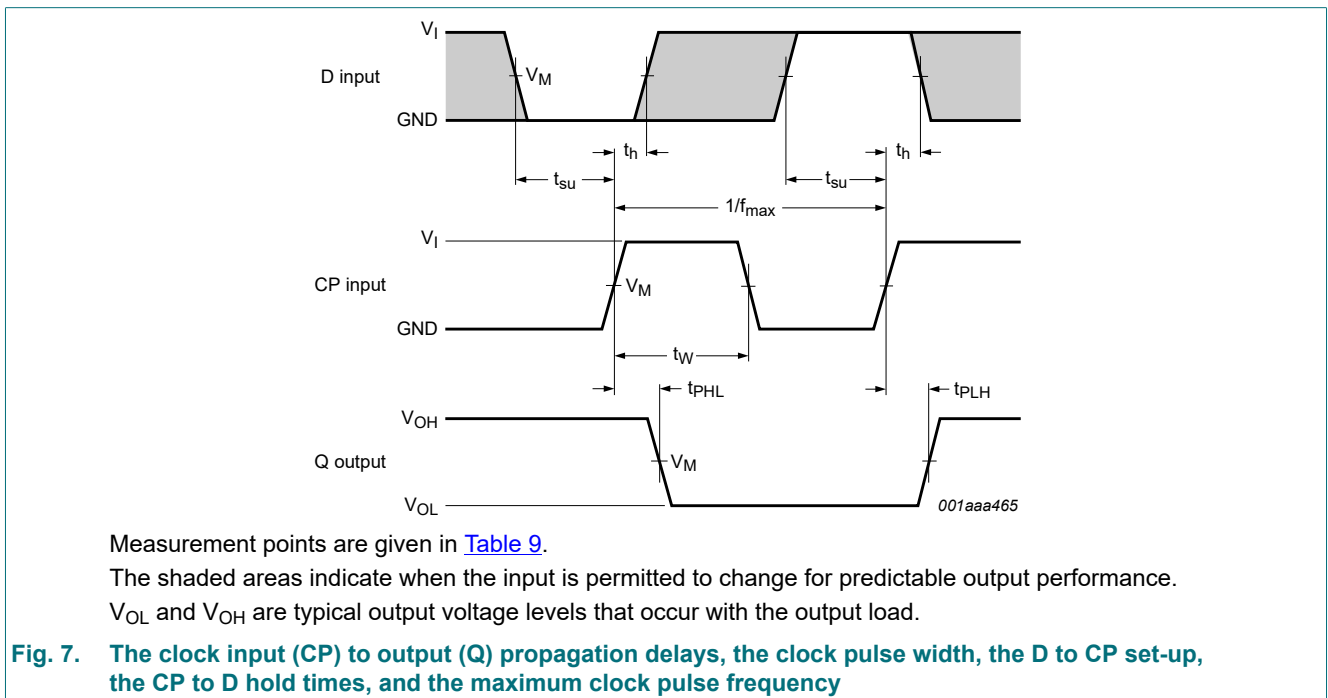 VI
D input
VM
GND
th
th
tsu
tsu
1/fmax
VI
CP input
VM
GND
tW
tPHL
tPLH
VOH
Q output
VM
VOL
001aaa465
Measurement points are given in Table 9.
The shaded areas indicate when the input is permitted to change for predictable output performance.
VOL and VOH are typical output voltage levels that occur with the output load.
Fig. 7. The clock input (CP) to output (Q) propagation delays, the clock pulse width, the D to CP set-up,
the CP to D hold times, and the maximum clock pulse frequency